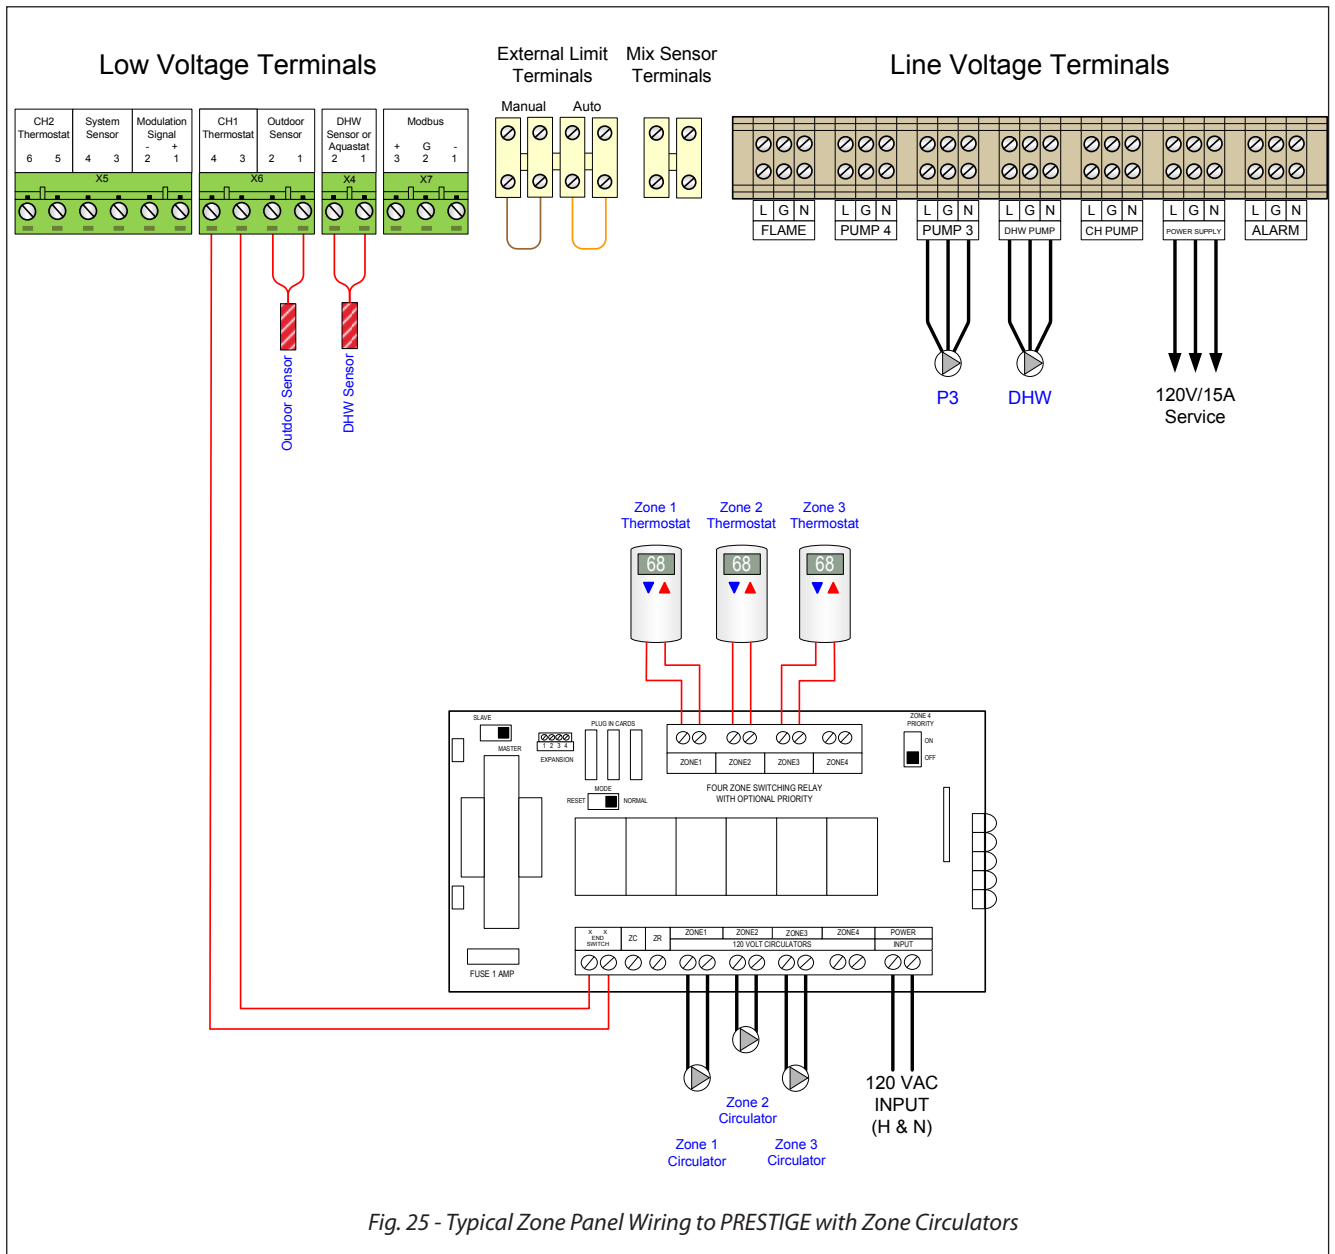 Low Voltage Terminals
External Limit
Terminals
Mix Sensor
Terminals
Line Voltage Terminals
Manual Auto
CH2
Thermostat
6 5
System
Sensor
4 3
Modulation
Signal
- +
2 1
X5
CH1
Thermostat
4 3
Outdoor
Sensor
2 1
X6
DHW
Sensor or
Aquastat
2 1
X4
Modbus
+ G -
3 2 1
X7
L G N
FLAME
L G N
PUMP 4
L G N
PUMP 3
L G N
DHW PUMP
L G N
CH PUMP
L G N
POWER SUPPLY
L G N
ALARM
Outdoor Sensor
DHW Sensor
P3
DHW
120V/15A
Service
Zone 1
Thermostat
Zone 2
Thermostat
Zone 3
Thermostat
68
68
68
SLAVE
MASTER
1 2 3 4
EXPANSION
PLUG IN CARDS
ZONE1 ZONE2 ZONE3 ZONE4
ZONE 4
PRIORITY
ON
OFF
MODE
RESET NORMAL
FOUR ZONE SWITCHING RELAY
WITH OPTIONAL PRIORITY
FUSE 1 AMP
X X
END
SWITCH
ZC
ZR
ZONE1 ZONE2 ZONE3 ZONE4
120 VOLT CIRCULATORS
POWER
INPUT
Zone 1
Circulator
Zone 2
Circulator
Zone 3
Circulator
120 VAC
INPUT
(H & N)
Fig. 25 - Typical Zone Panel Wiring to PRESTIGE with Zone Circulators